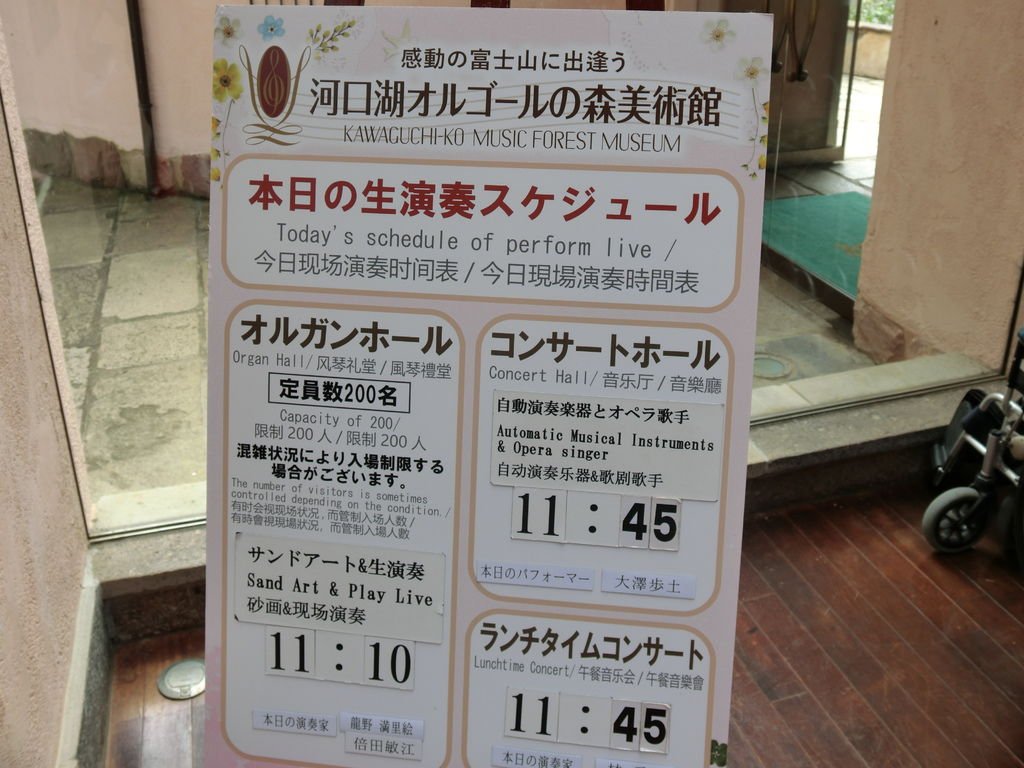 感動の富士山に出逢う
河口湖オルゴールの森美術館
KAWAGUCHI-KO MUSIC FOREST MUSEUM
本日の生演奏スケジュール
Today's schedule of perform live /
今日现场演奏时间表 / 今日現場演奏時間表
オルガンホール
Organ Hall/ 风琴礼堂 / 風琴禮堂
定員数200名
Capacity of 200/
限制 200 人 / 限制 200 人
混雑状況により入場制限する
場合がございます。
The number of visitors is sometimes
controlled depending on the condition./
有时会视现场状况, 而管制入场人数 /
有時會視現場狀況, 而管制入場人數
サンドアート&生演奏
Sand Art & Play Live
砂画&现场演奏
11 : 10
本日の演奏家
龍野 満里絵
倍田敏江
コンサートホール
Concert Hall/ 音乐厅 / 音樂廳
自動演奏楽器とオペラ歌手
Automatic Musical Instruments
& Opera singer
自动演奏乐器&歌剧歌手
11 : 45
本日のパフォーマー
大澤歩土
ランチタイムコンサート
Lunchtime Concert/ 午餐音乐会 / 午餐音樂會
11 : 45
本日の演奏家